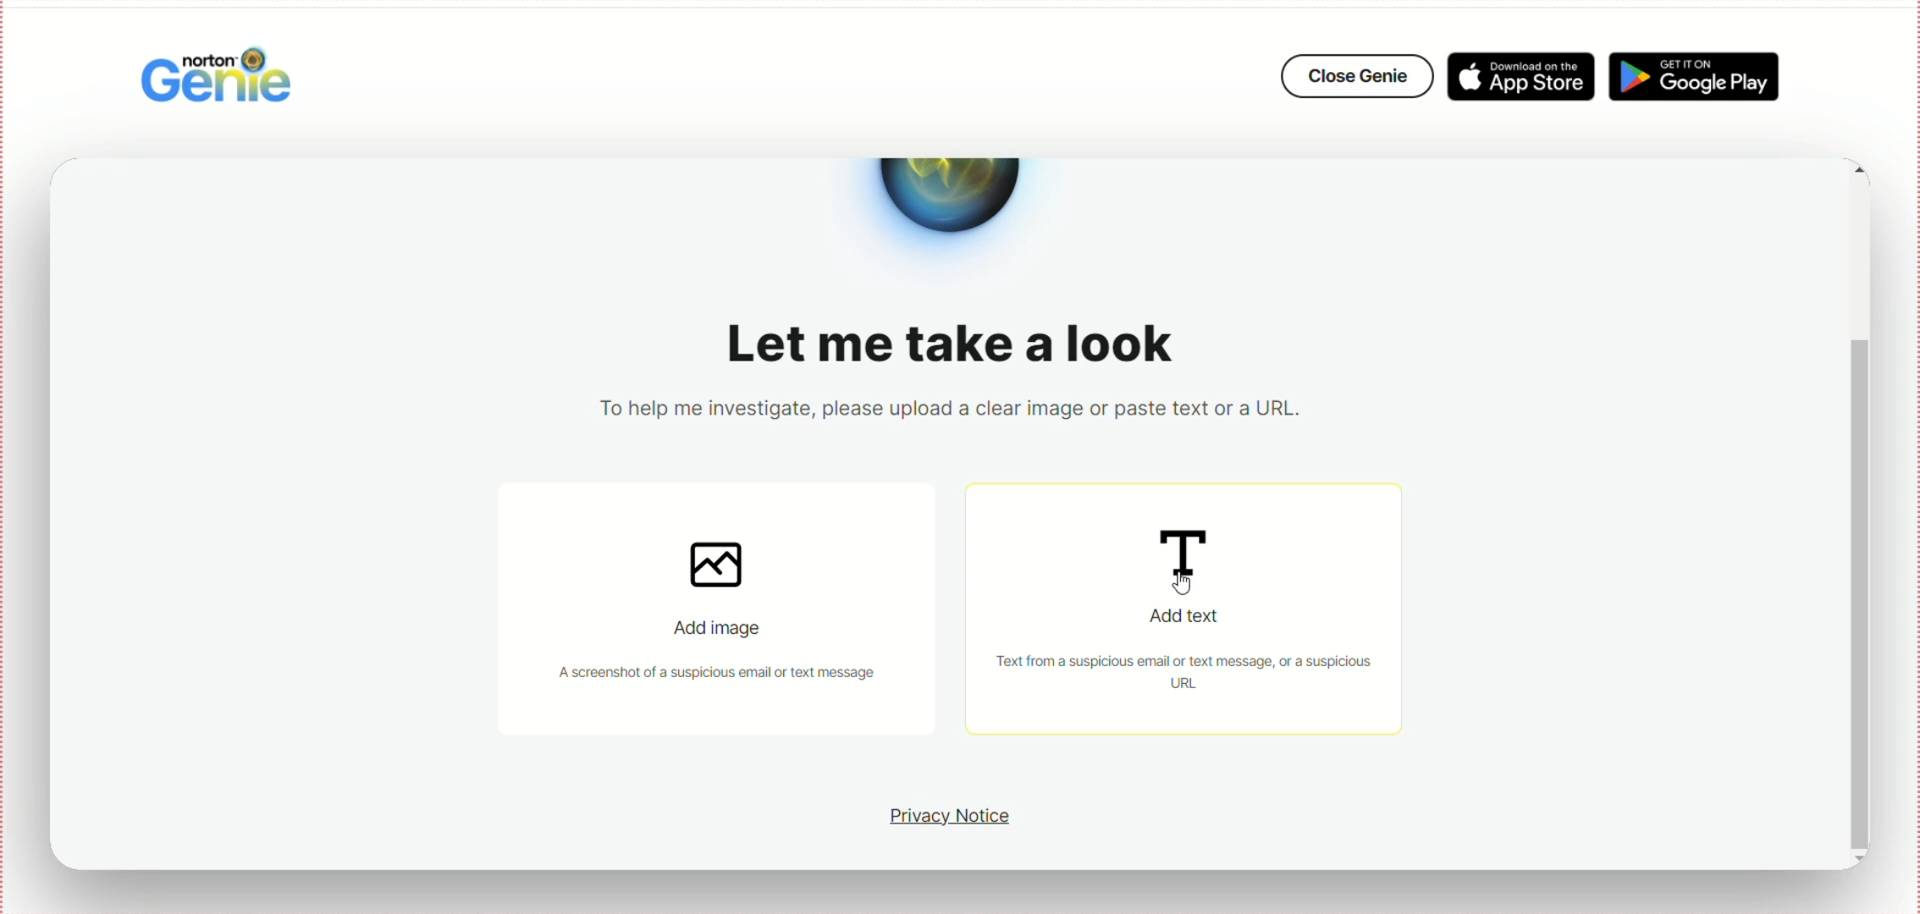 norton
Genie
Close Genie
Download on the
App Store
GET IT ON
Google Play
Let me take a look
To help me investigate, please upload a clear image or paste text or a URL.
Add image
A screenshot of a suspicious email or text message
Add text
Text from a suspicious email or text message, or a suspicious
URL
Privacy Notice